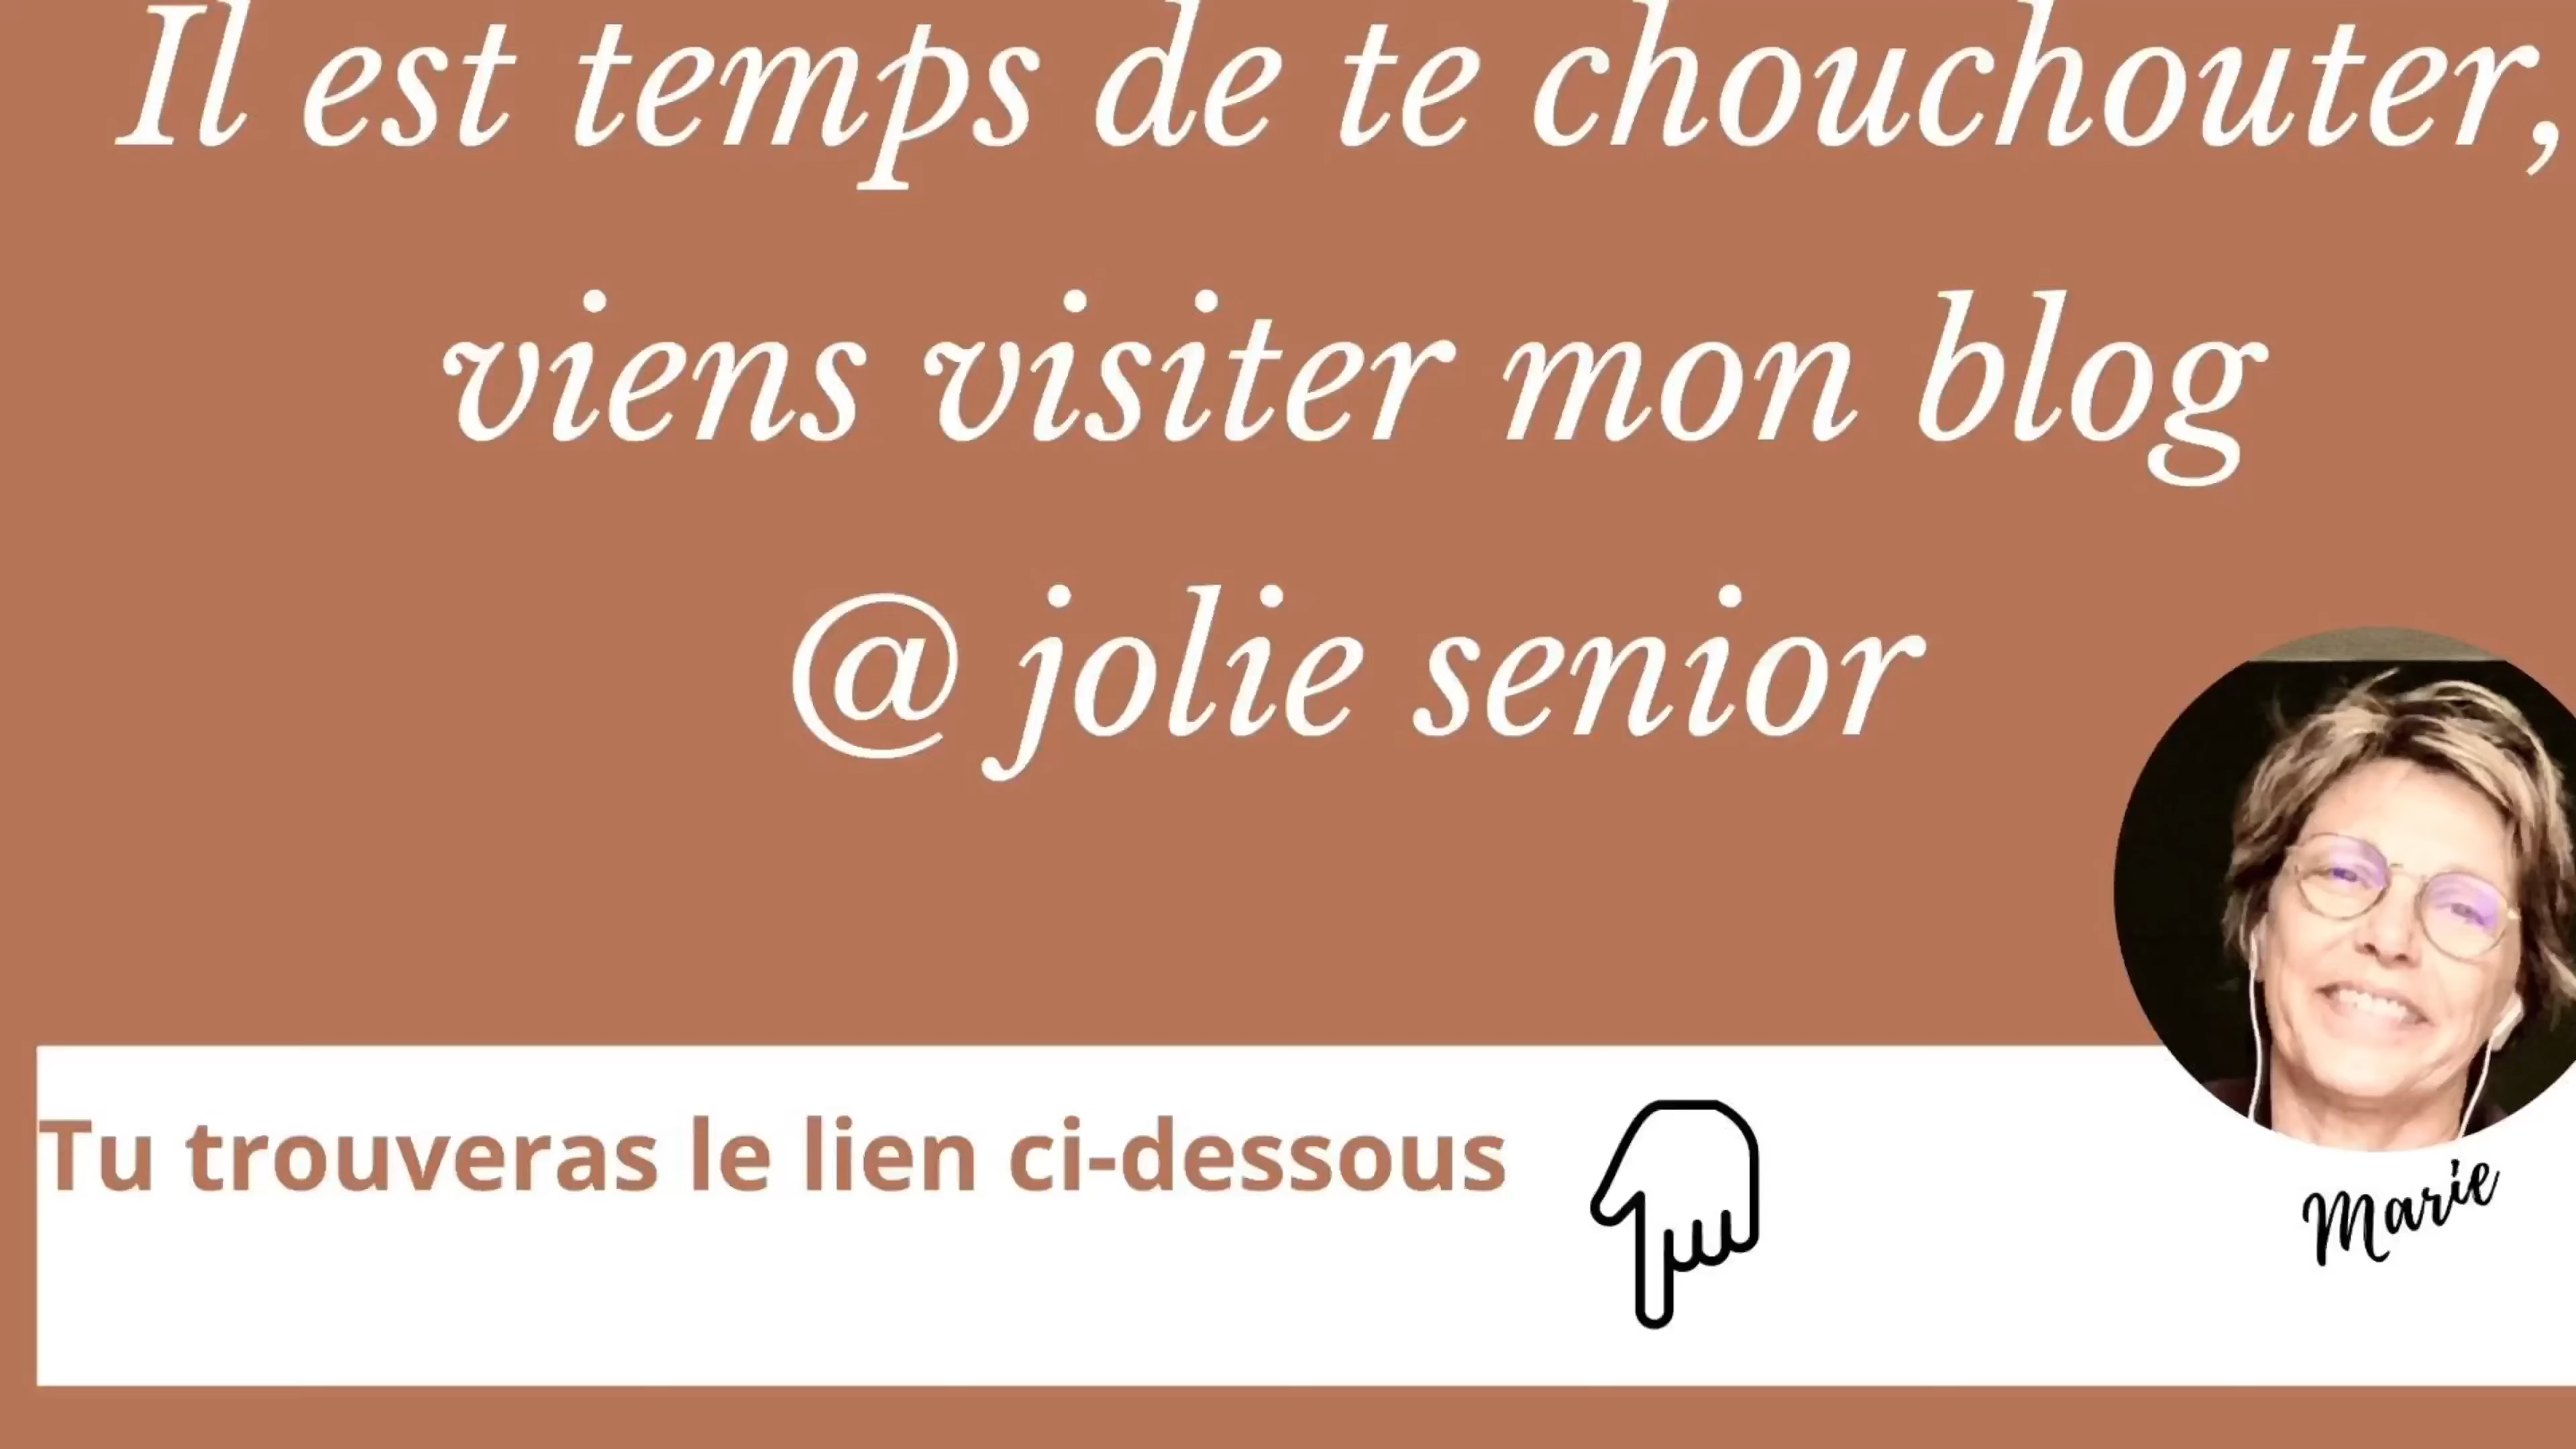 Il est temps de te chouchouter,
viens visiter mon blog
@ jolie senior
Tu trouveras le lien ci-dessous
Marie